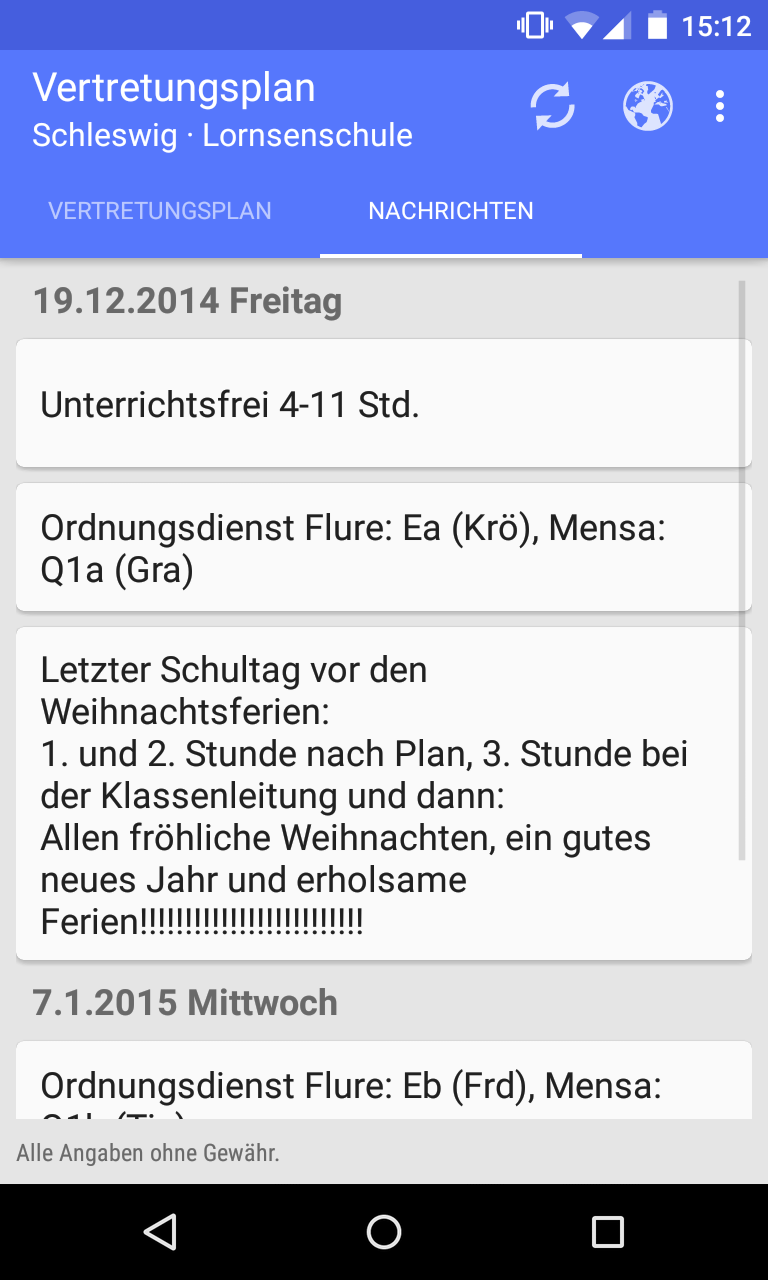 15:12
Vertretungsplan
Schleswig · Lornsenschule
VERTRETUNGSPLAN NACHRICHTEN
19.12.2014 Freitag
Unterrichtsfrei 4-11 Std.
Ordnungsdienst Flure: Ea (Krö), Mensa:
Q1a (Gra)
Letzter Schultag vor den
Weihnachtsferien:
1. und 2. Stunde nach Plan, 3. Stunde bei
der Klassenleitung und dann:
Allen fröhliche Weihnachten, ein gutes
neues Jahr und erholsame
Ferien!!!!!!!!!!!!!!!!!!!!!!!!!
7.1.2015 Mittwoch
Ordnungsdienst Flure: Eb (Frd), Mensa:
Alle Angaben ohne Gewähr.